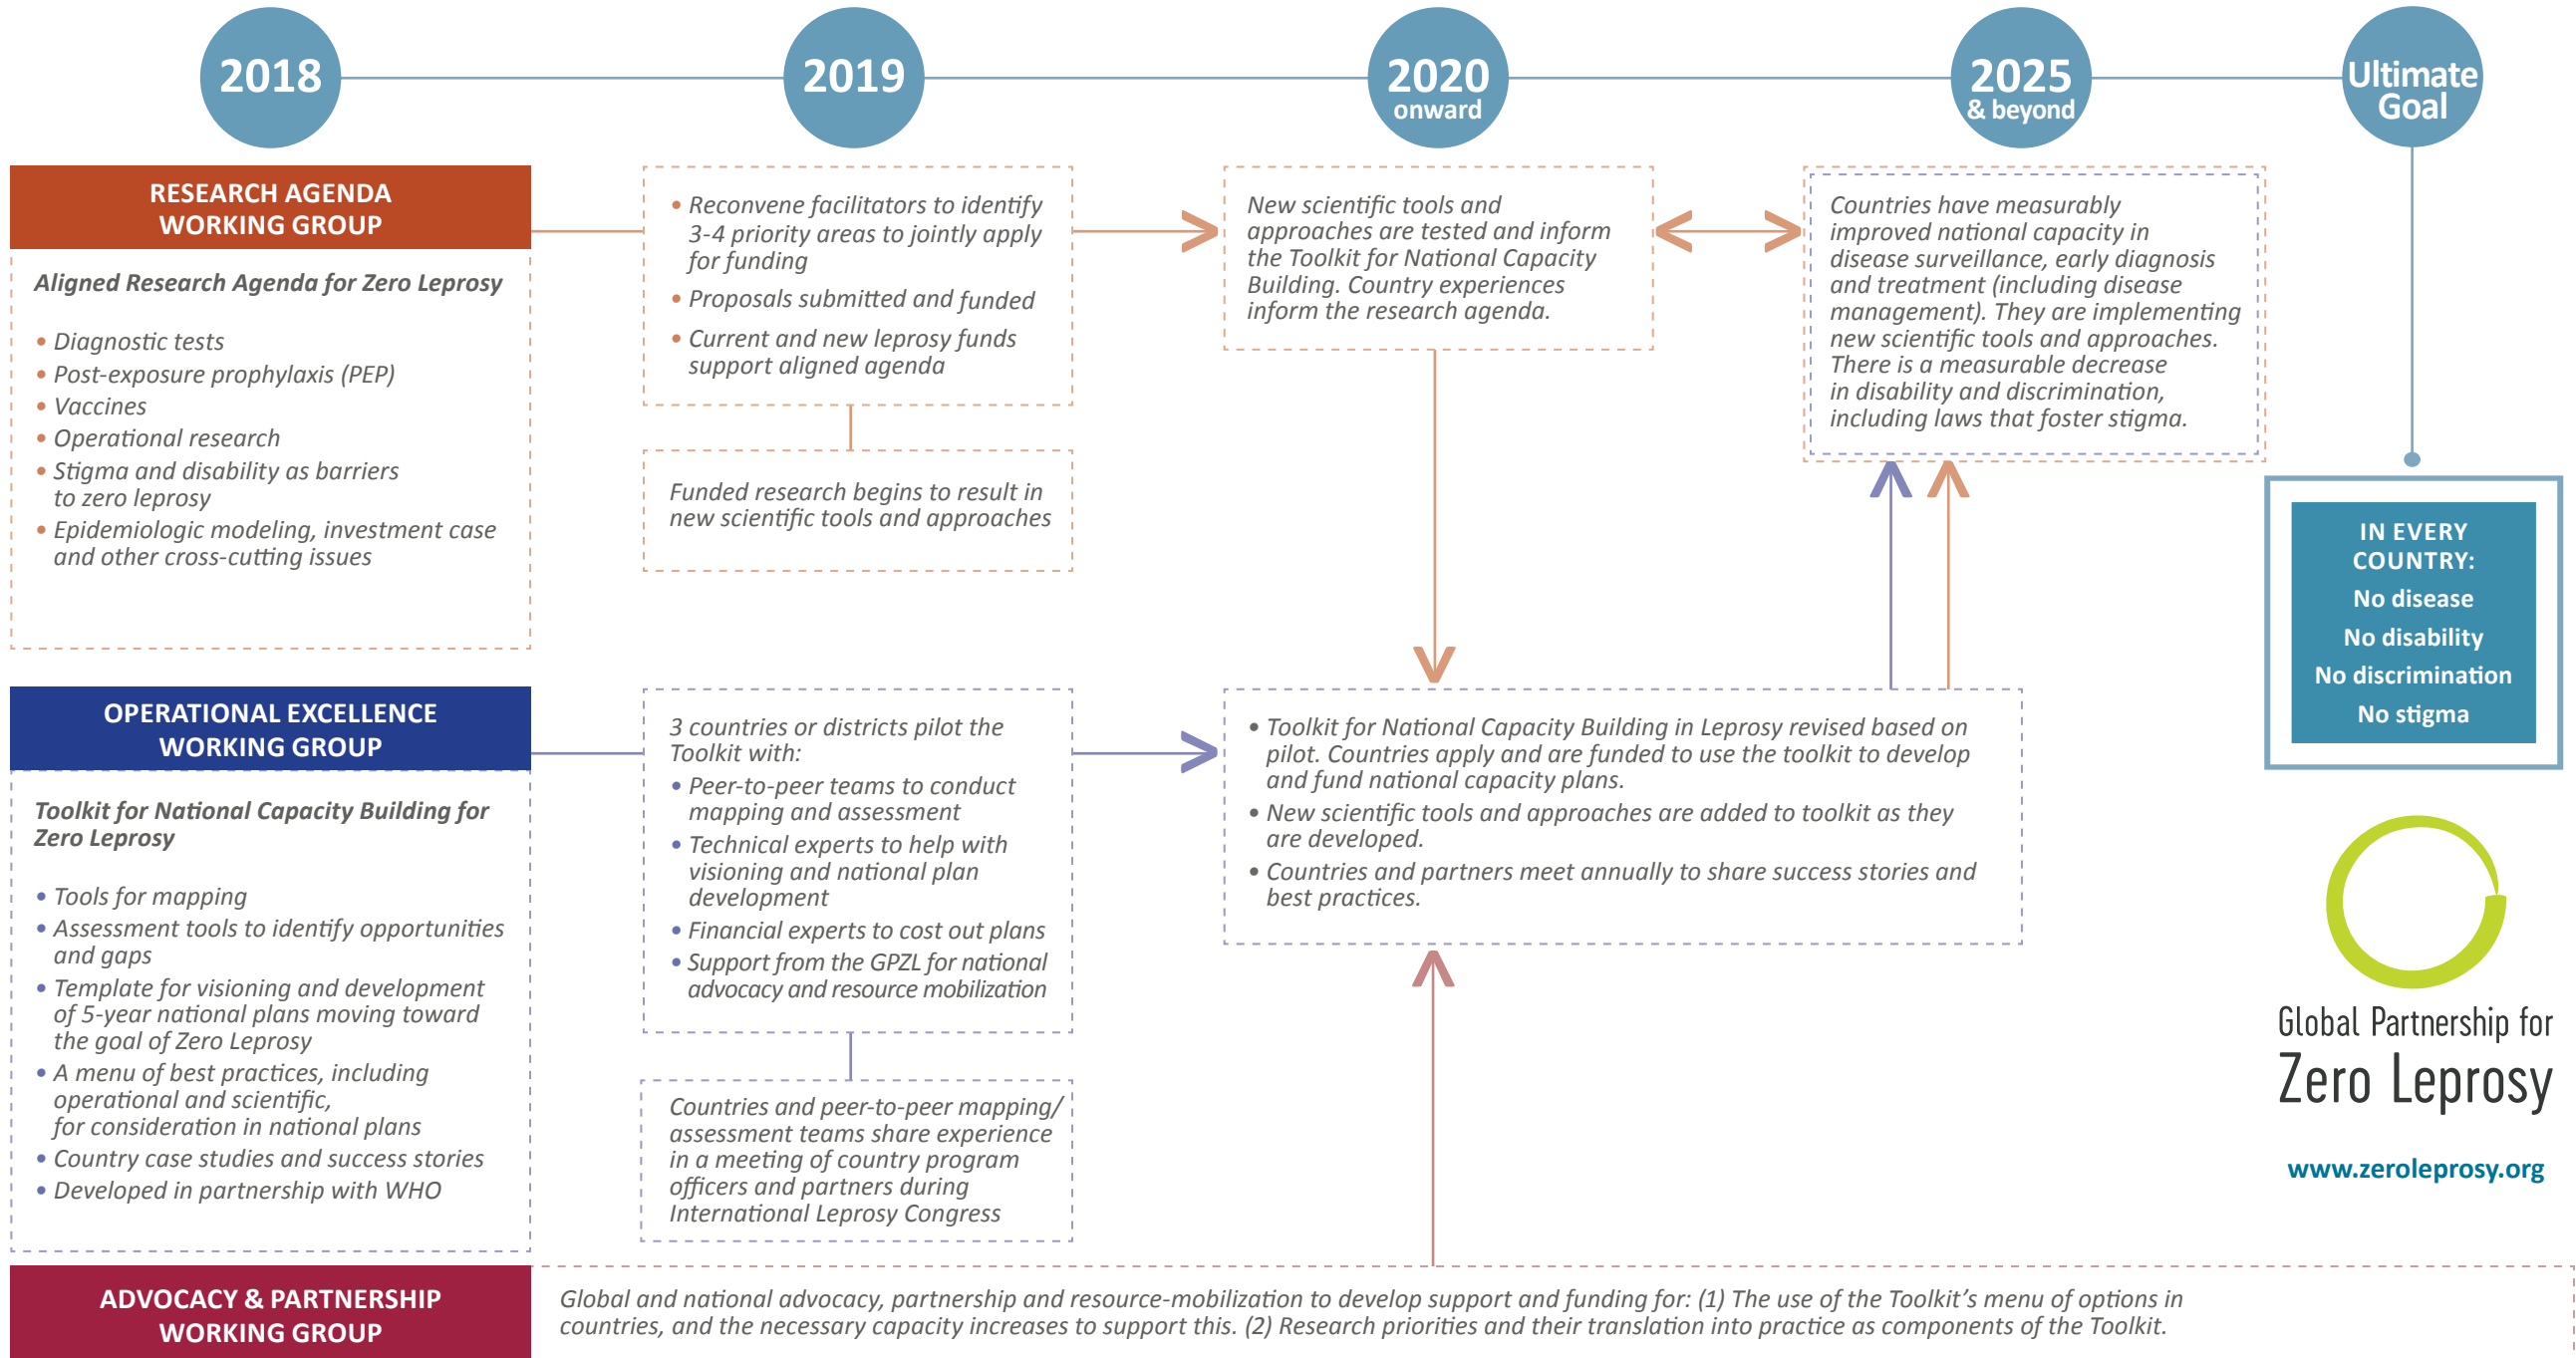 2018
2019
2020
onward
2025
& beyond
Ultimate
Goal
RESEARCH AGENDA
WORKING GROUP
Aligned Research Agenda for Zero Leprosy
• Diagnostic tests
• Post-exposure prophylaxis (PEP)
• Vaccines
• Operational research
• Stigma and disability as barriers
to zero leprosy
• Epidemiologic modeling, investment case
and other cross-cutting issues
• Reconvene facilitators to identify
3-4 priority areas to jointly apply
for funding
• Proposals submitted and funded
• Current and new leprosy funds
support aligned agenda
Funded research begins to result in
new scientific tools and approaches
New scientific tools and
approaches are tested and inform
the Toolkit for National Capacity
Building. Country experiences
inform the research agenda.
Countries have measurably
improved national capacity in
disease surveillance, early diagnosis
and treatment (including disease
management). They are implementing
new scientific tools and approaches.
There is a measurable decrease
in disability and discrimination,
including laws that foster stigma.
IN EVERY
COUNTRY:
No disease
No disability
No discrimination
No stigma
OPERATIONAL EXCELLENCE
WORKING GROUP
Toolkit for National Capacity Building for
Zero Leprosy
• Tools for mapping
• Assessment tools to identify opportunities
and gaps
• Template for visioning and development
of 5-year national plans moving toward
the goal of Zero Leprosy
• A menu of best practices, including
operational and scientific,
for consideration in national plans
• Country case studies and success stories
• Developed in partnership with WHO
3 countries or districts pilot the
Toolkit with:
• Peer-to-peer teams to conduct
mapping and assessment
• Technical experts to help with
visioning and national plan
development
• Financial experts to cost out plans
• Support from the GPZL for national
advocacy and resource mobilization
Countries and peer-to-peer mapping/
assessment teams share experience
in a meeting of country program
officers and partners during
International Leprosy Congress
• Toolkit for National Capacity Building in Leprosy revised based on
pilot. Countries apply and are funded to use the toolkit to develop
and fund national capacity plans.
• New scientific tools and approaches are added to toolkit as they
are developed.
• Countries and partners meet annually to share success stories and
best practices.
Global Partnership for
Zero Leprosy
www.zeroleprosy.org
ADVOCACY & PARTNERSHIP
WORKING GROUP
Global and national advocacy, partnership and resource-mobilization to develop support and funding for: (1) The use of the Toolkit's menu of options in
countries, and the necessary capacity increases to support this. (2) Research priorities and their translation into practice as components of the Toolkit.